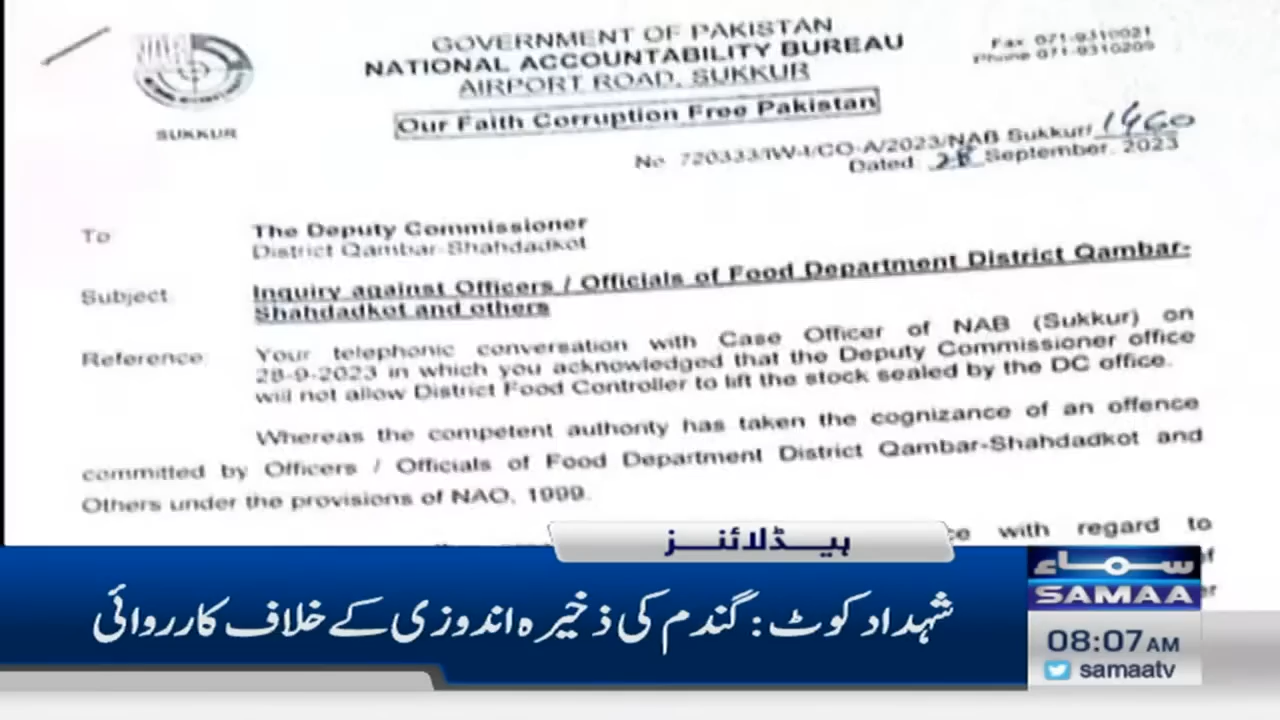 GOVERNMENT OF PAKISTAN
NATIONAL ACCOUNTABILITY BUREAU
AIRPORT ROAD, SUKKUR
Our Faith Corruption Free Pakistan
Fax 071-9310021
Phone 071-9310209
SUKKUR
No. 720333/IW-I/CO-A/2023/NAB Sukkur/ 1460
Dated 28 September, 2023
To The Deputy Commissioner
District Qambar-Shahdadkot
Subject Inquiry against Officers / Officials of Food Department District Qambar-
Shahdadkot and others
Reference: Your telephonic conversation with Case Officer of NAB (Sukkur) on
28-9-2023 in which you acknowledged that the Deputy Commissioner office
will not allow District Food Controller to lift the stock sealed by the DC office.
Whereas the competent authority has taken the cognizance of an offence
committed by Officers / Officials of Food Department District Qambar-Shahdadkot and
Others under the provisions of NAO, 1999.
with regard to
of
ہیڈلائنز
شہدادکوٹ: گندم کی ذخیرہ اندوزی کے خلاف کارروائی
سماء
SAMAA
08:07 AM
samaatv